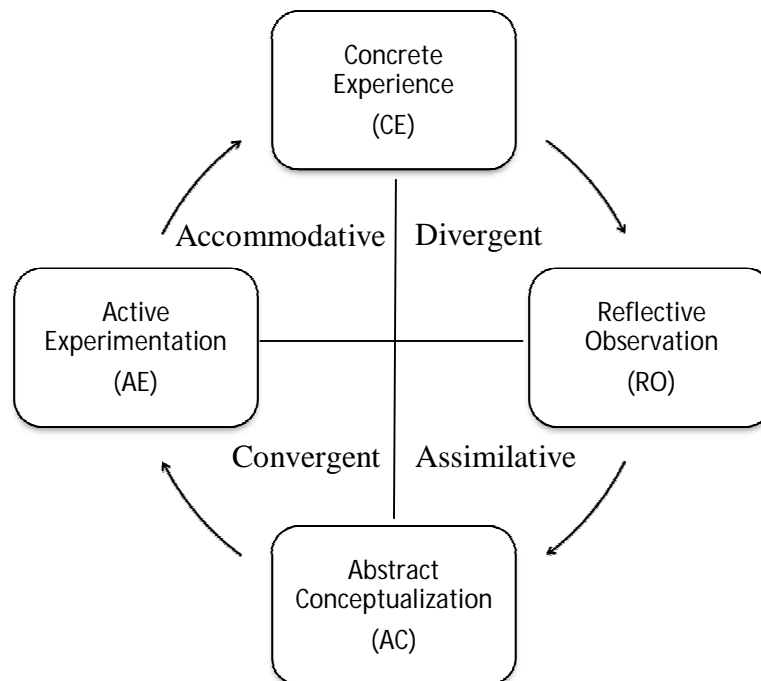 Concrete
Experience
(CE)
Accommodative
Divergent
Active
Experimentation
(AE)
Reflective
Observation
(RO)
Convergent
Assimilative
Abstract
Conceptualization
(AC)